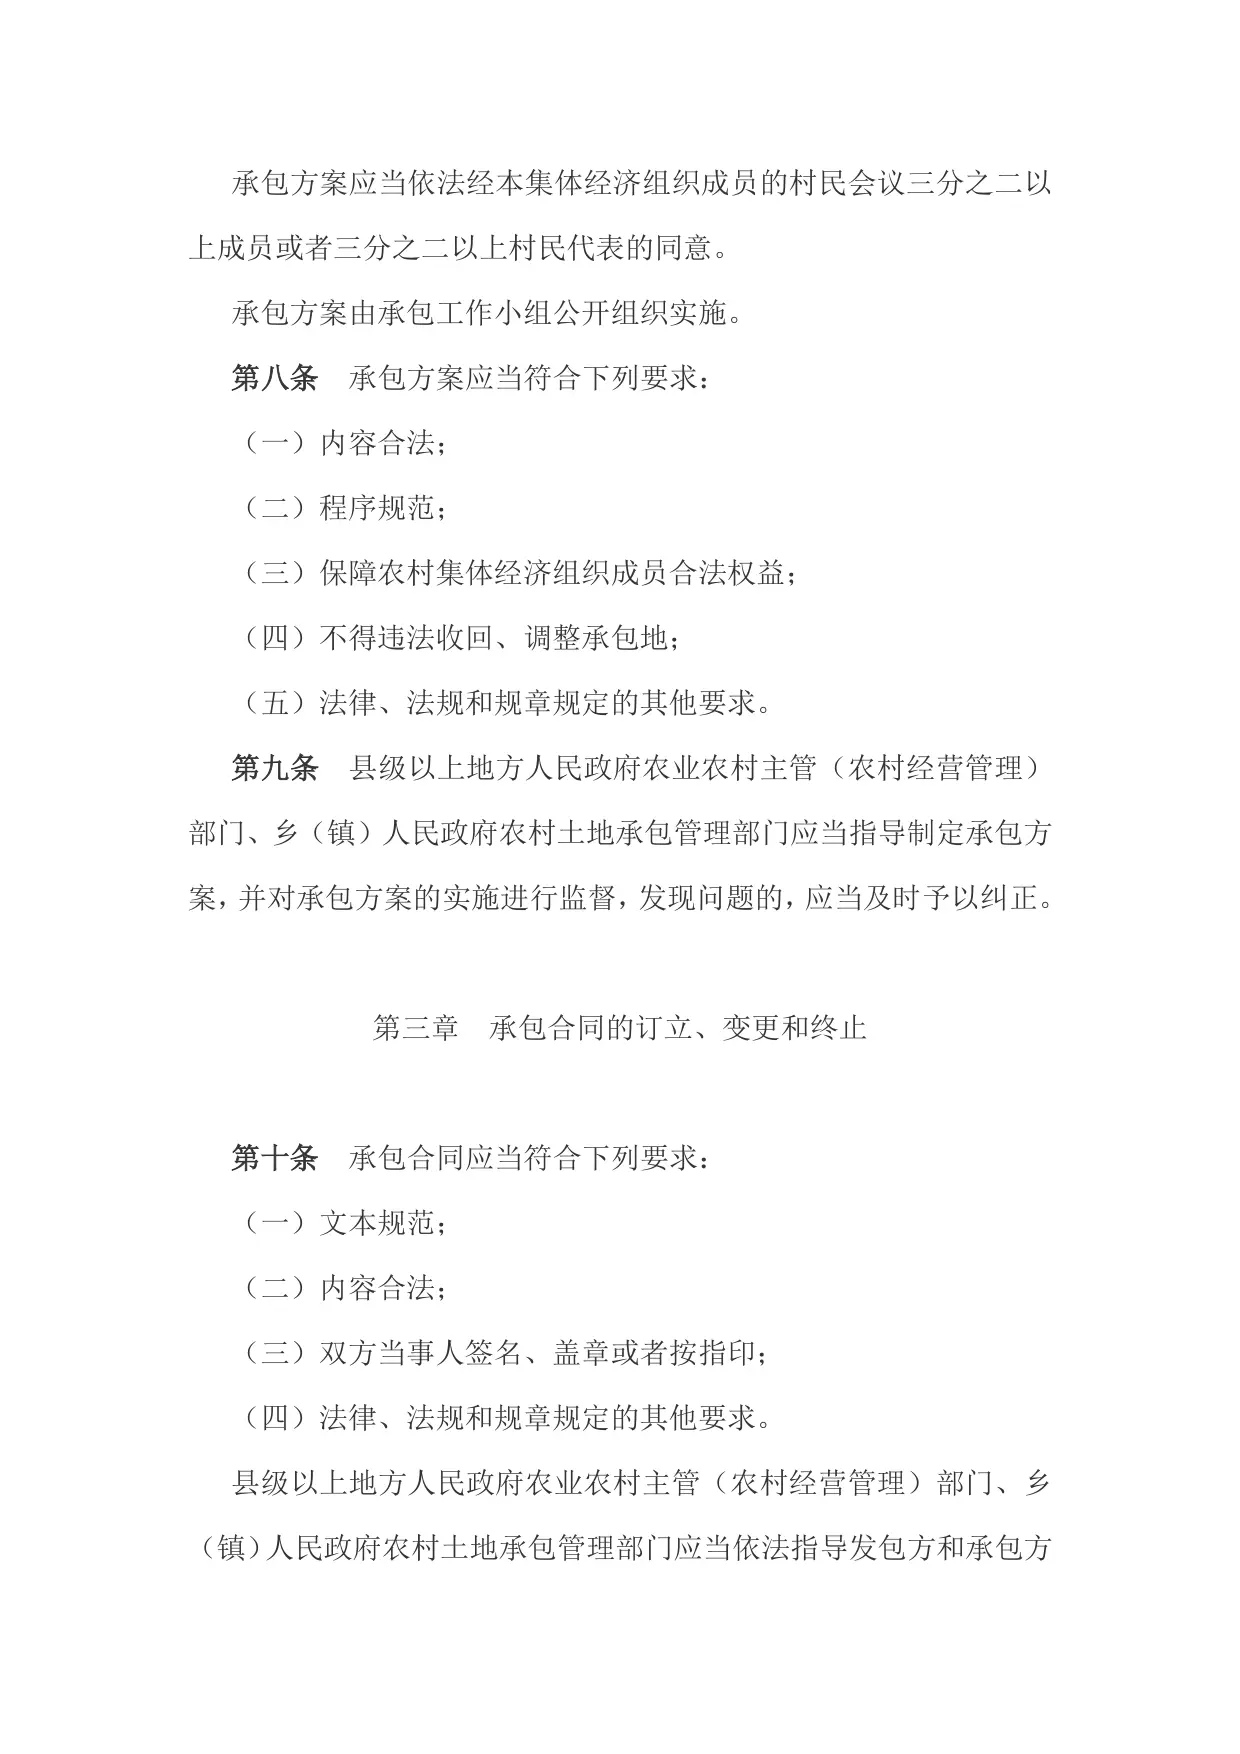 承包方案应当依法经本集体经济组织成员的村民会议三分之二以
上成员或者三分之二以上村民代表的同意。
承包方案由承包工作小组公开组织实施。
第八条　承包方案应当符合下列要求：
（一）内容合法；
（二）程序规范；
（三）保障农村集体经济组织成员合法权益；
（四）不得违法收回、调整承包地；
（五）法律、法规和规章规定的其他要求。
第九条　县级以上地方人民政府农业农村主管（农村经营管理）
部门、乡（镇）人民政府农村土地承包管理部门应当指导制定承包方
案，并对承包方案的实施进行监督，发现问题的，应当及时予以纠正。
第三章　承包合同的订立、变更和终止
第十条　承包合同应当符合下列要求：
（一）文本规范；
（二）内容合法；
（三）双方当事人签名、盖章或者按指印；
（四）法律、法规和规章规定的其他要求。
县级以上地方人民政府农业农村主管（农村经营管理）部门、乡
（镇）人民政府农村土地承包管理部门应当依法指导发包方和承包方